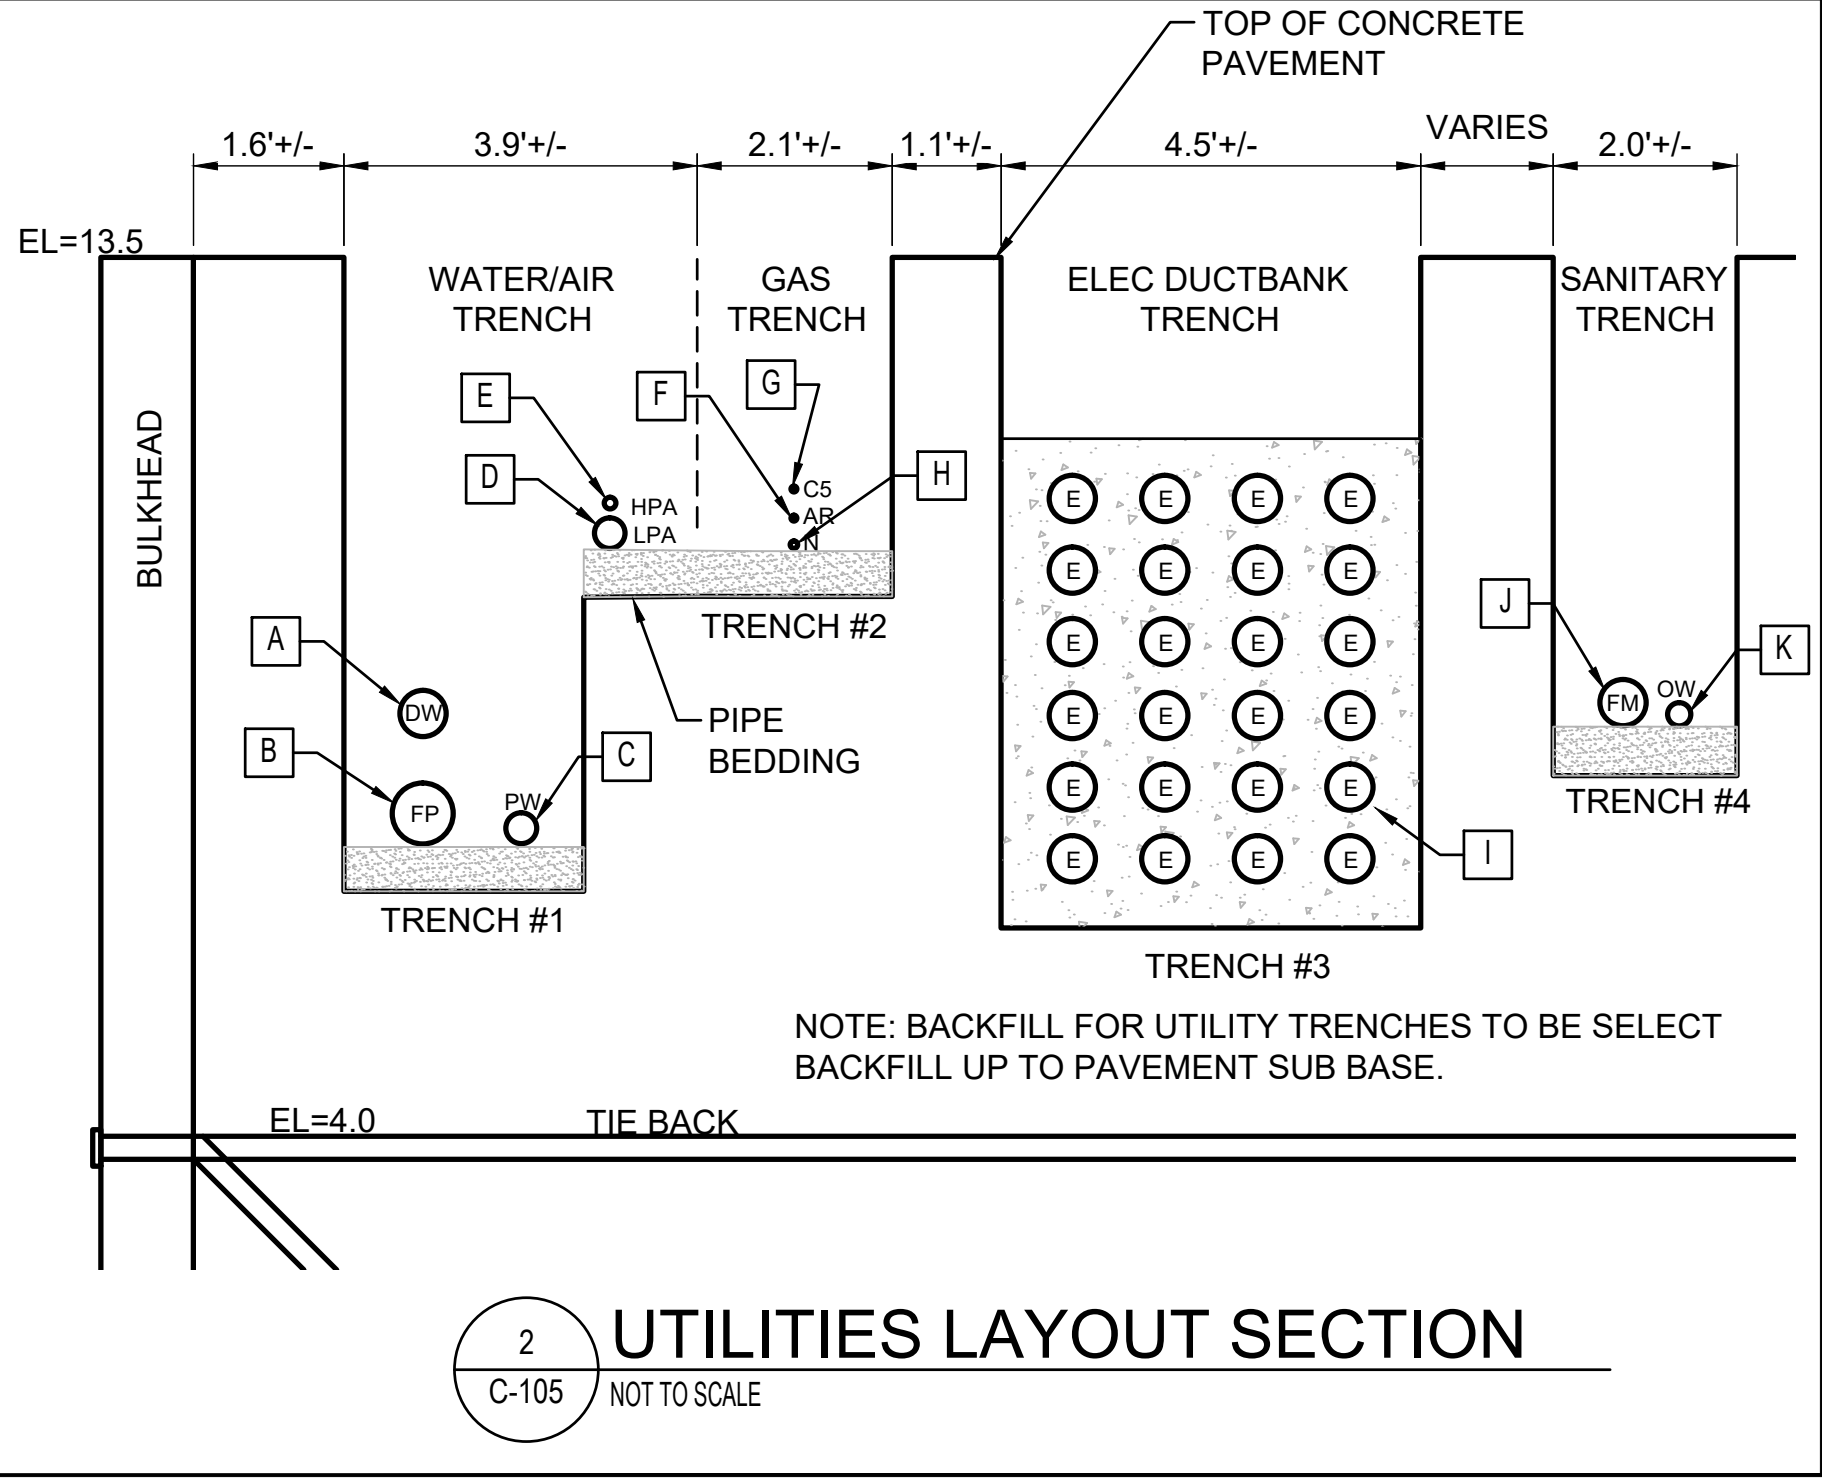 TOP OF CONCRETE
PAVEMENT
1.6'+/-
3.9'+/-
2.1'+/-
1.1'+/-
4.5'+/-
VARIES
2.0'+/-
EL=13.5
WATER/AIR
TRENCH
GAS
TRENCH
ELEC DUCTBANK
TRENCH
SANITARY
TRENCH
BULKHEAD
E
F
G
D
H
HPA
LPA
C5
AR
N
E E E E
E E E E
E E E E
E E E E
E E E E
E E E E
TRENCH #2
A
DW
B
FP
PW
C
PIPE
BEDDING
J
K
FM
OW
I
TRENCH #4
TRENCH #1
TRENCH #3
NOTE: BACKFILL FOR UTILITY TRENCHES TO BE SELECT
BACKFILL UP TO PAVEMENT SUB BASE.
EL=4.0
TIE BACK
2
C-105
UTILITIES LAYOUT SECTION
NOT TO SCALE